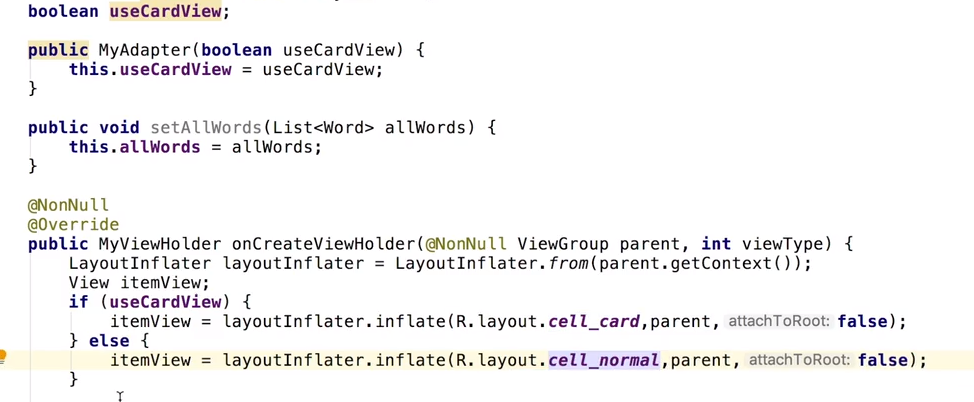 boolean useCardView;
public MyAdapter(boolean useCardView) {
this.useCardView = useCardView;
}
public void setAllWords(List<Word> allWords) {
this.allWords = allWords;
}
@NonNull
@Override
public MyViewHolder onCreateViewHolder(@NonNull ViewGroup parent, int viewType) {
LayoutInflater layoutInflater = LayoutInflater.from(parent.getContext());
View itemView;
if (useCardView) {
itemView = layoutInflater.inflate(R.layout.cell_card,parent, attachToRoot: false);
} else {
itemView = layoutInflater.inflate(R.layout.cell_normal,parent, attachToRoot: false);
}